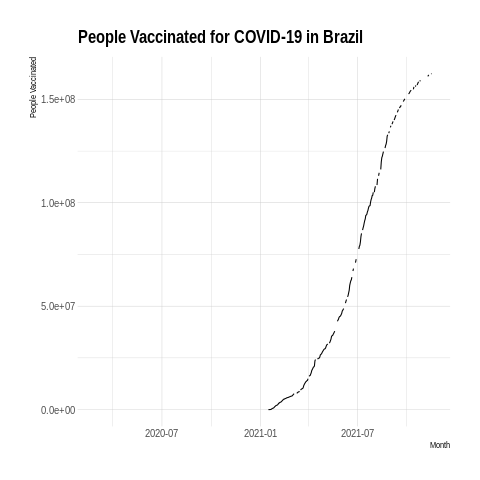 People Vaccinated for COVID-19 in Brazil
People Vaccinated
1.5e+08
1.0e+08
5.0e+07
0.0e+00
2020-07 2021-01 2021-07
Month